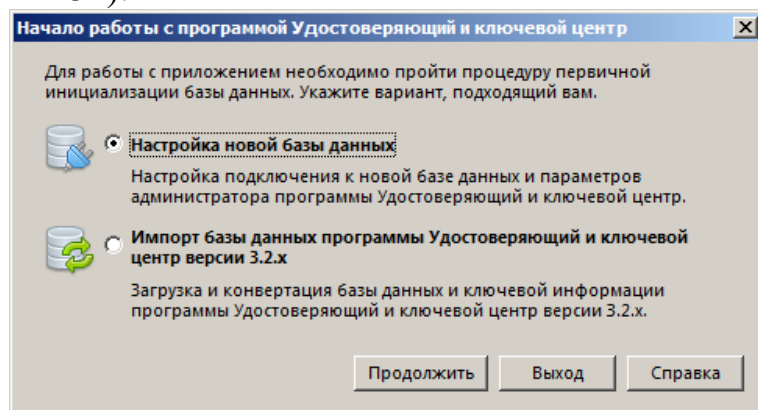 Начало работы с программой Удостоверяющий и ключевой центр
Для работы с приложением необходимо пройти процедуру первичной
инициализации базы данных. Укажите вариант, подходящий вам.
Настройка новой базы данных
Настройка подключения к новой базе данных и параметров
администратора программы Удостоверяющий и ключевой центр.
Импорт базы данных программы Удостоверяющий и ключевой
центр версии 3.2.x
Загрузка и конвертация базы данных и ключевой информации
программы Удостоверяющий и ключевой центр версии 3.2.x.
Продолжить Выход Справка